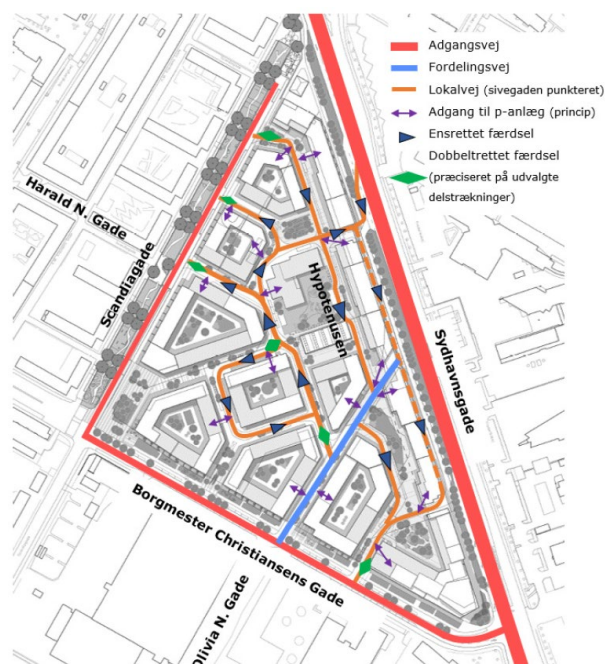 Adgangsvej
Fordelingsvej
Lokalvej (sivegaden punkteret)
Adgang til p-anlæg (princip)
Ensrettet færdsel
Dobbeltrettet færdsel
(præciseret på udvalgte
delstrækninger)
Harald N. Gade
Scandiagade
Hypotenusen
Sydhavnsgade
Borgmester Christiansens Gade
Olivia N. Gade